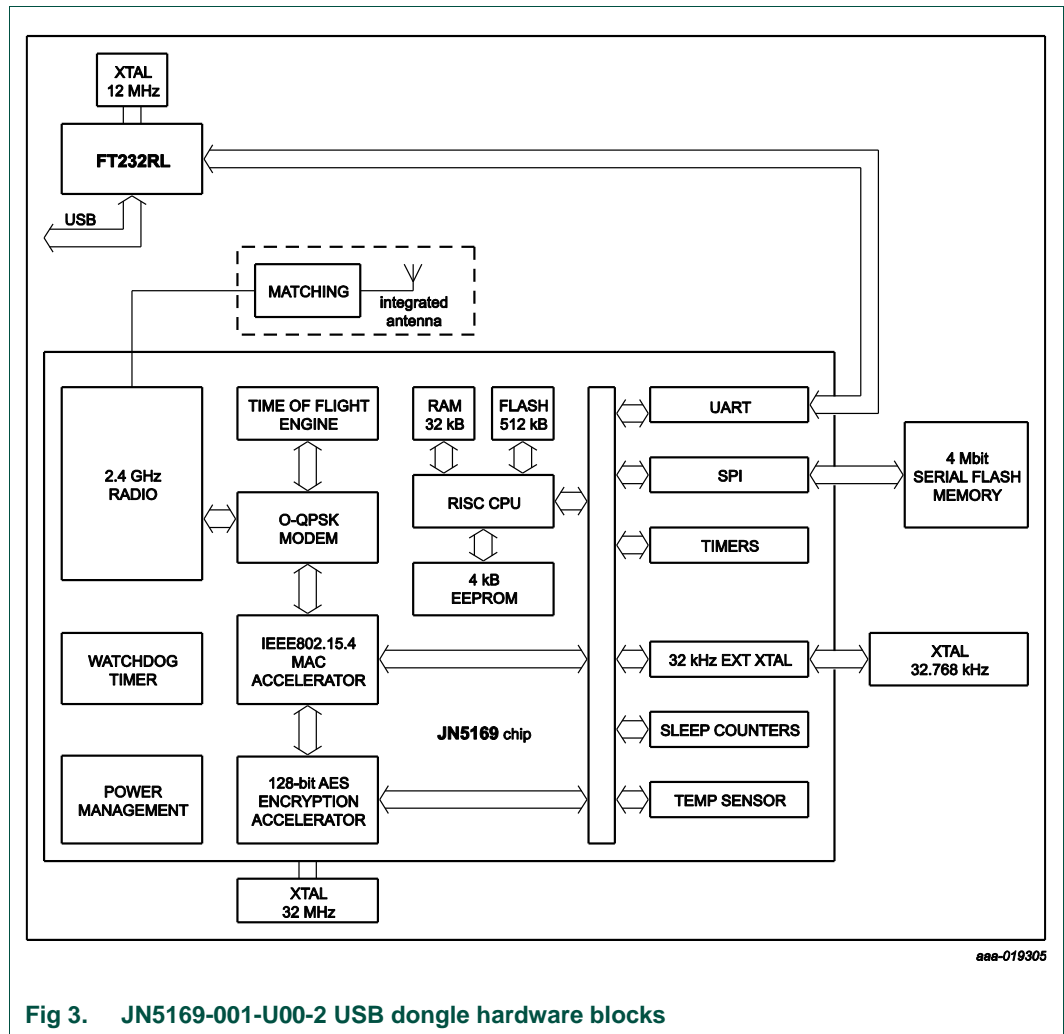 XTAL
12 MHz
FT232RL
USB
MATCHING
integrated
antenna
2.4 GHz
RADIO
TIME OF FLIGHT
ENGINE
RAM
32 kB
FLASH
512 kB
UART
4 Mbit
SERIAL FLASH
MEMORY
SPI
RISC CPU
O-QPSK
MODEM
TIMERS
4 kB
EEPROM
WATCHDOG
TIMER
IEEE802.15.4
MAC
ACCELERATOR
32 kHz EXT XTAL
XTAL
32.768 kHz
JN5169 chip
SLEEP COUNTERS
POWER
MANAGEMENT
128-bit AES
ENCRYPTION
ACCELERATOR
TEMP SENSOR
XTAL
32 MHz
aaa-019305
Fig 3. JN5169-001-U00-2 USB dongle hardware blocks